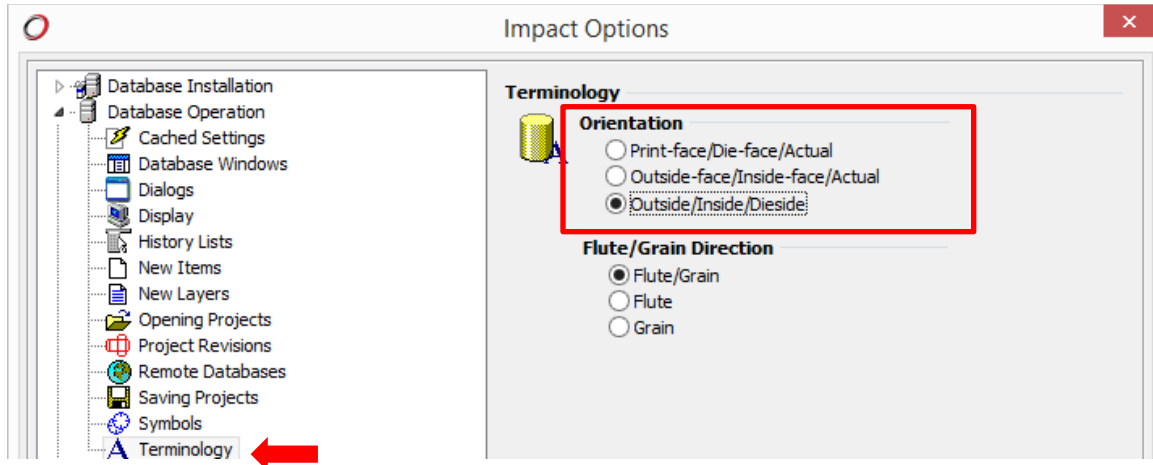 Impact Options
Database Installation
Database Operation
Cached Settings
Database Windows
Dialogs
Display
History Lists
New Items
New Layers
Opening Projects
Project Revisions
Remote Databases
Saving Projects
Symbols
Terminology
Terminology
Orientation
Print-face/Die-face/Actual
Outside-face/Inside-face/Actual
Outside/Inside/Dieside
Flute/Grain Direction
Flute/Grain
Flute
Grain